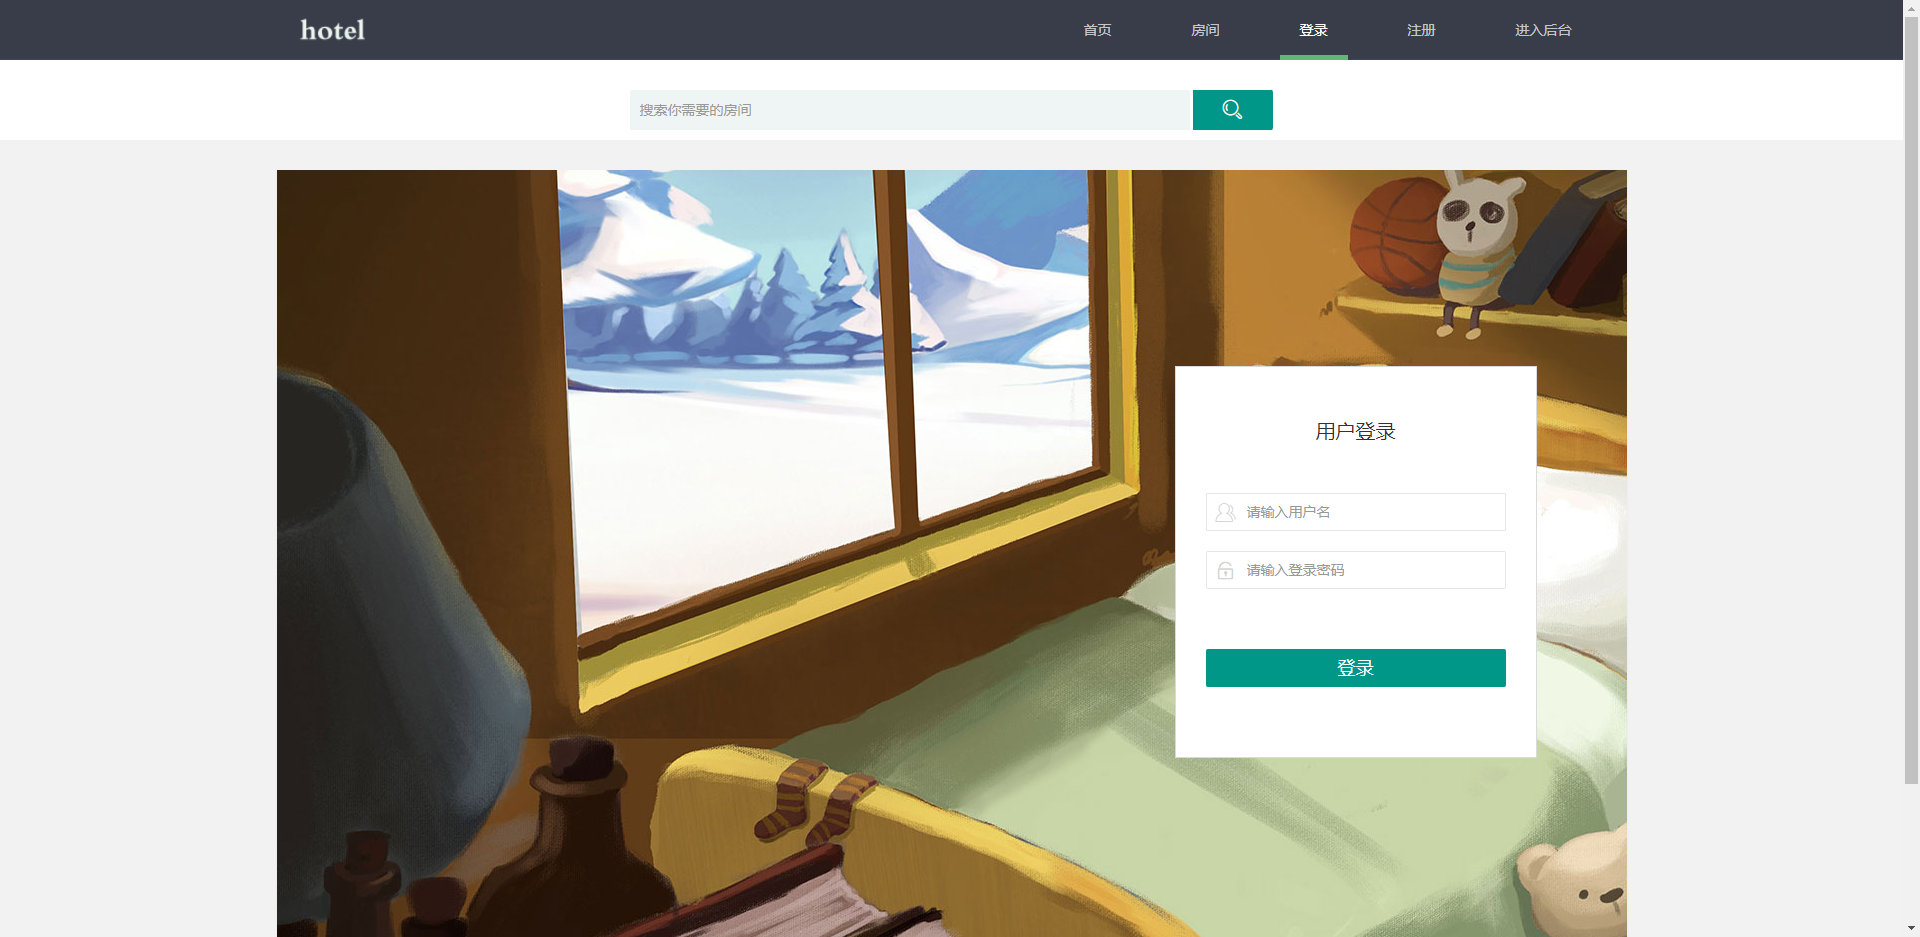 hotel
首页 房间 登录 注册 进入后台
搜索你需要的房间
用户登录
请输入用户名
请输入登录密码
登录